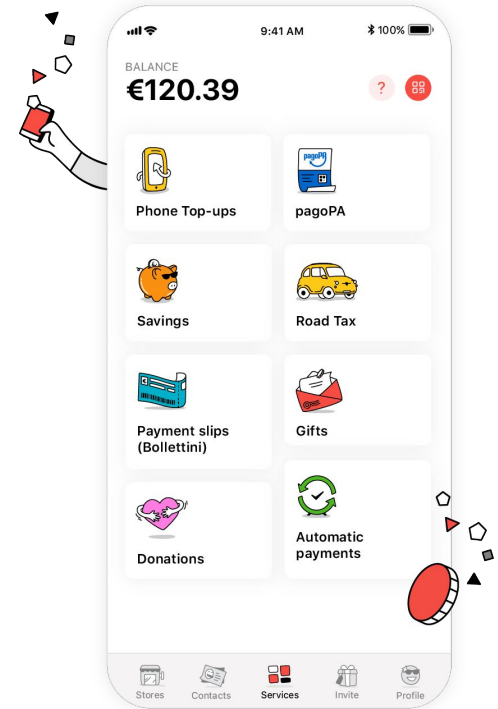 9:41 AM
100%
BALANCE
€120.39
?
Phone Top-ups
pagoPA
pagoPA
Savings
Road Tax
Payment slips
(Bollettini)
Gifts
Donations
Automatic
payments
Stores
Contacts
Services
Invite
Profile